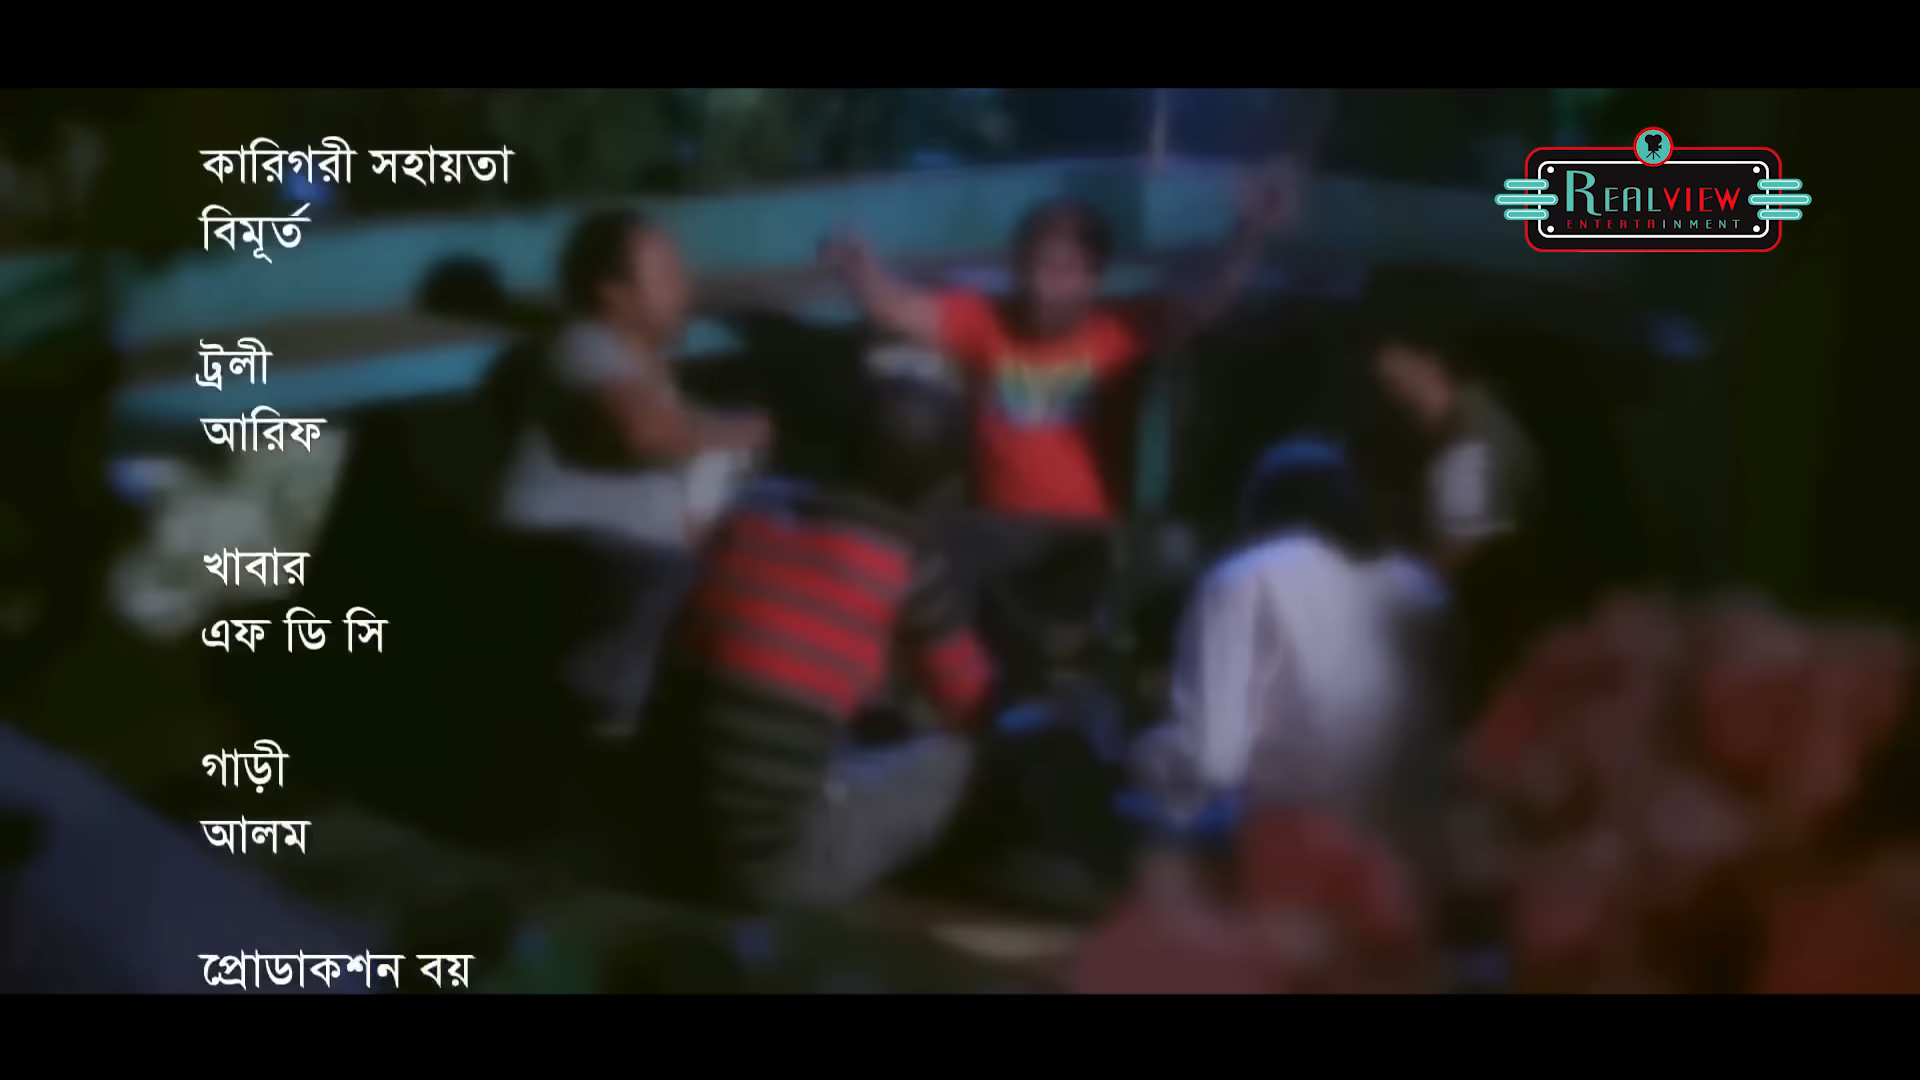 কারিগরী সহায়তা
বিমূর্ত
ট্রলী
আরিফ
খাবার
এফ ডি সি
গাড়ী
আলম
প্রোডাকশন বয়
REALVIEW
ENTERTAINMENT